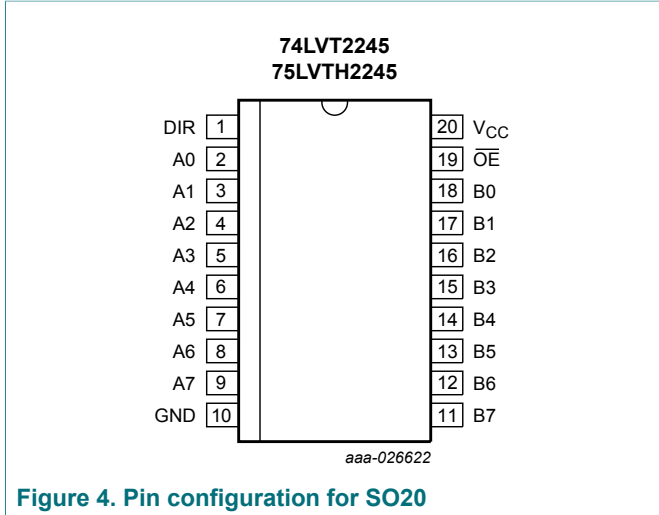 74LVT2245
75LVTH2245
DIR 1 20 VCC
A0 2 19 O̅E̅
A1 3 18 B0
A2 4 17 B1
A3 5 16 B2
A4 6 15 B3
A5 7 14 B4
A6 8 13 B5
A7 9 12 B6
GND 10 11 B7
aaa-026622
Figure 4. Pin configuration for SO20